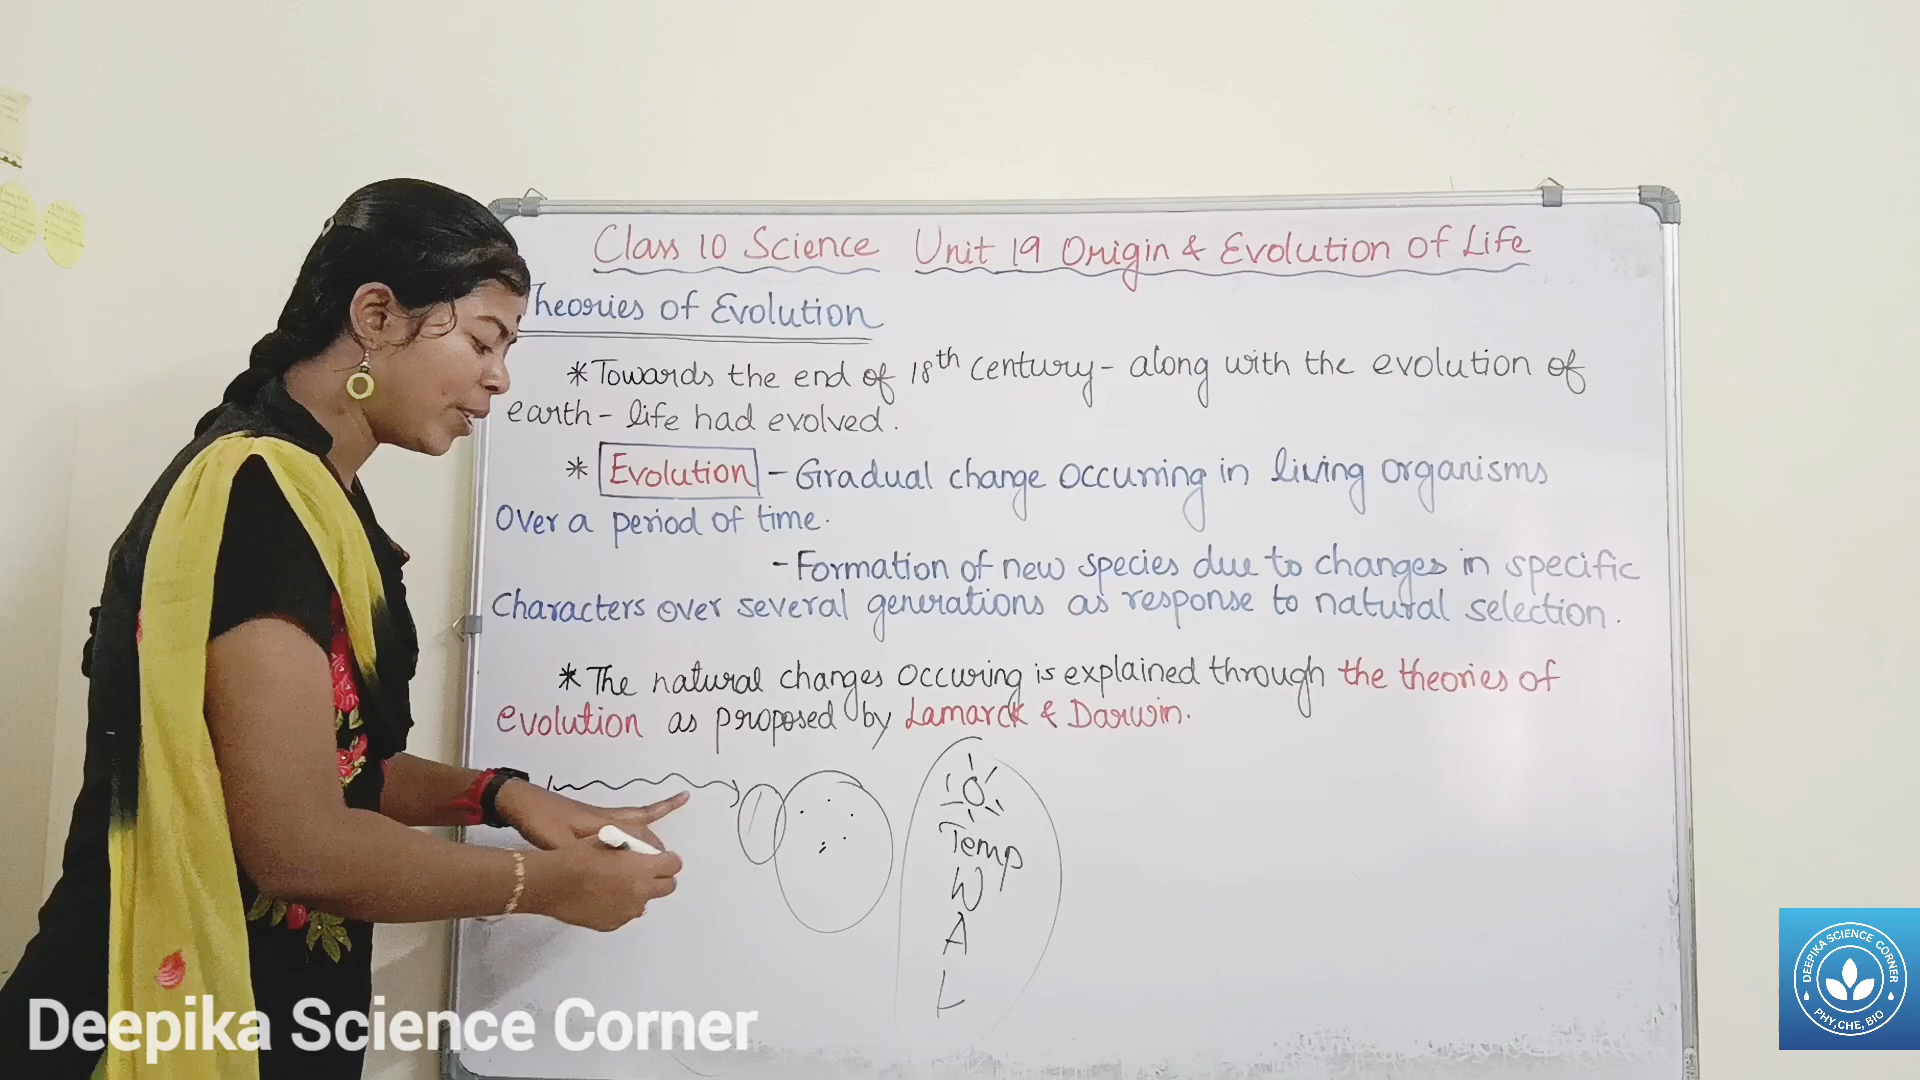 Class 10 Science Unit 19 Origin & Evolution of Life
Theories of Evolution
*Towards the end of 18th century - along with the evolution of
earth - life had evolved.
* Evolution - Gradual change occurring in living organisms
Over a period of time.
- Formation of new species due to changes in specific
Characters over several generations as response to natural selection.
* The natural changes occuring is explained through the theories of
evolution as proposed by Lamarck & Darwin.
Temp
W
A
L
Deepika Science Corner
DEEPIKA SCIENCE CORNER
PHY,CHE,BIO